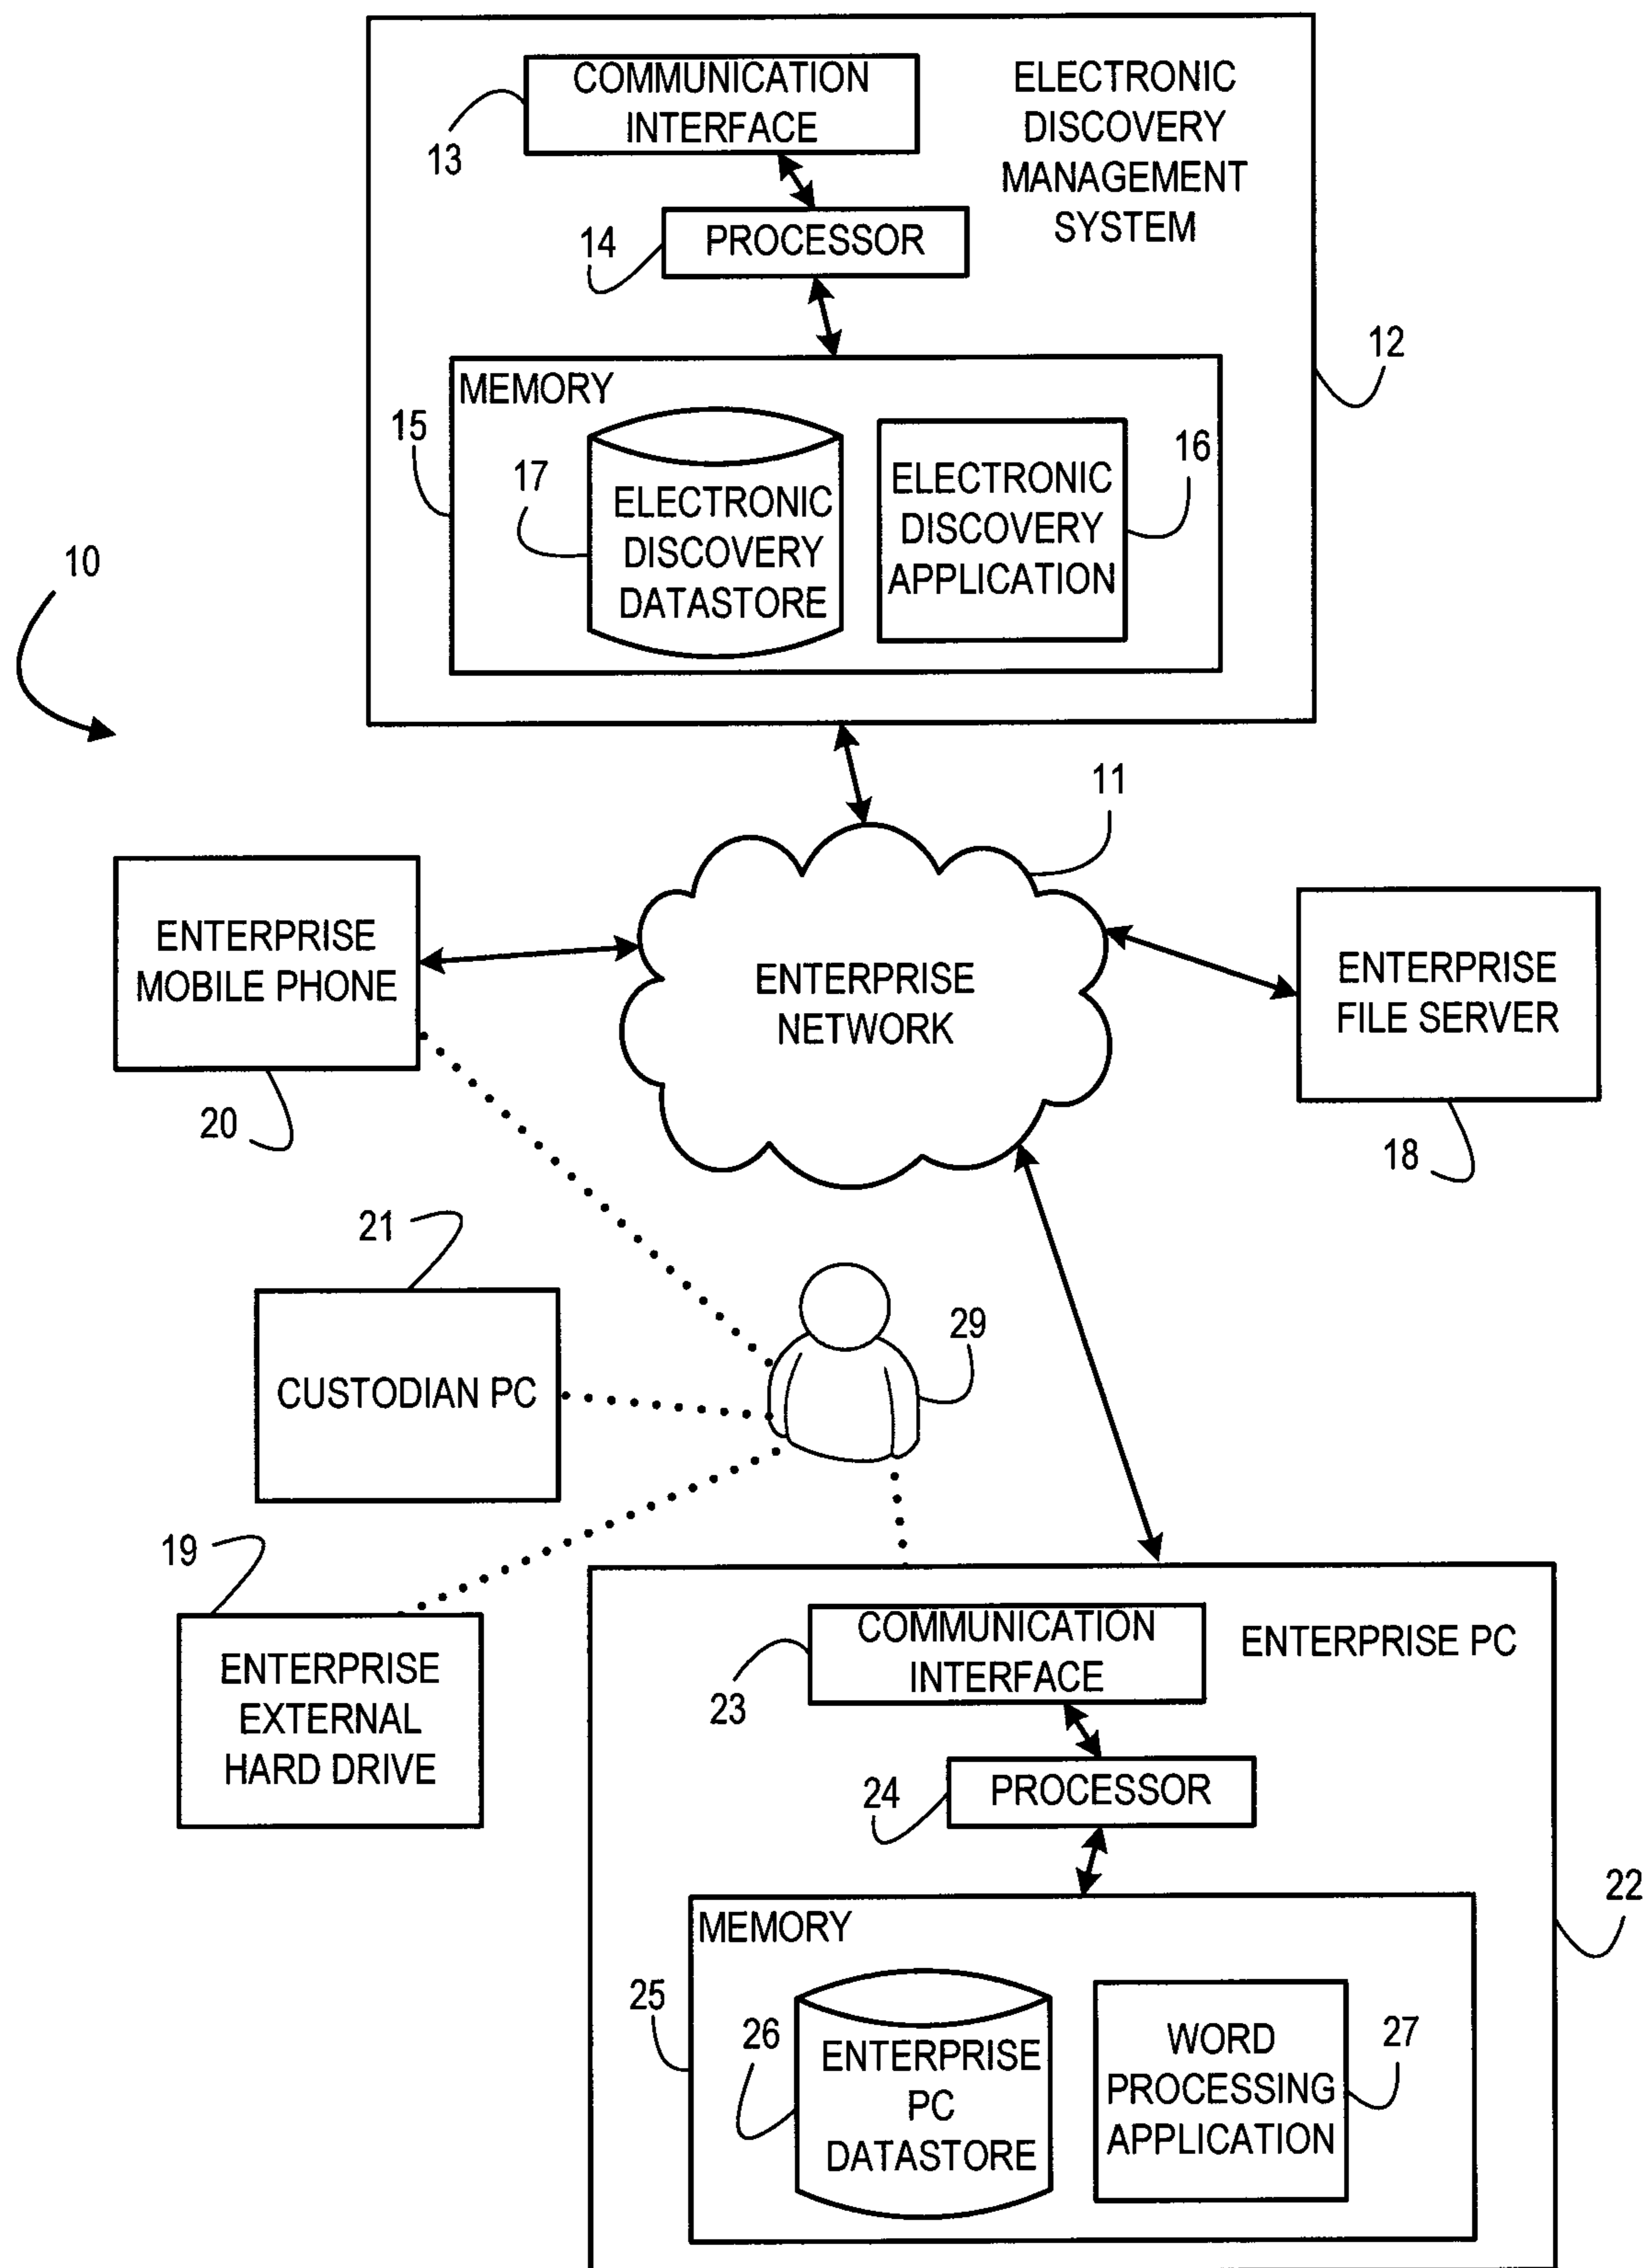 COMMUNICATION
INTERFACE
13
ELECTRONIC
DISCOVERY
MANAGEMENT
SYSTEM
14
PROCESSOR
12
MEMORY
15
17
ELECTRONIC
DISCOVERY
DATASTORE
ELECTRONIC
DISCOVERY
APPLICATION
16
10
11
ENTERPRISE
MOBILE PHONE
20
ENTERPRISE
NETWORK
ENTERPRISE
FILE SERVER
18
21
CUSTODIAN PC
29
19
ENTERPRISE
EXTERNAL
HARD DRIVE
COMMUNICATION
INTERFACE
23
ENTERPRISE PC
24
PROCESSOR
22
MEMORY
25
26
ENTERPRISE
PC
DATASTORE
WORD
PROCESSING
APPLICATION
27